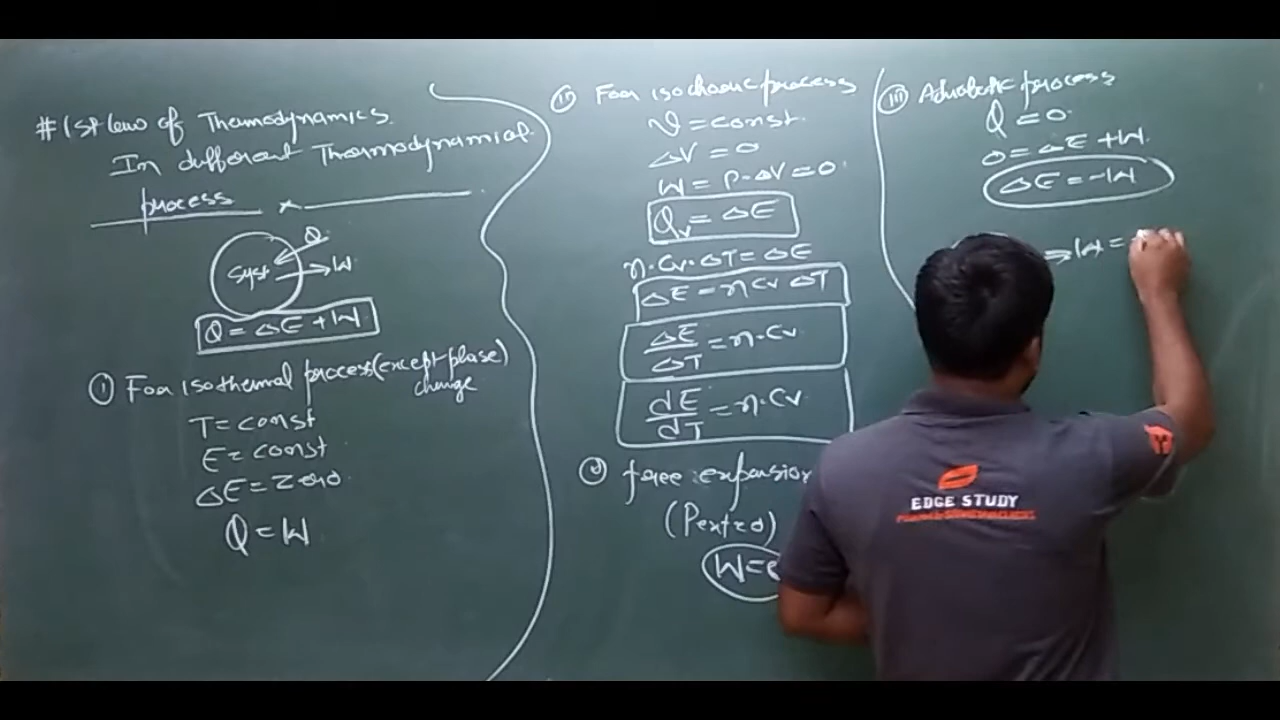 # 1st law of Thermodynamics
In different Thermodynamical
process
Q
Syst → W
Q = ΔE + W
① For isothermal process (except phase change)
T = const
E = const
ΔE = Zero
Q = W
ⅱ For isochoric process
V = const
ΔV = 0
W = P·ΔV = 0
Qv = ΔE
n·Cv·ΔT = ΔE
ΔE = nCv ΔT
ΔE/ΔT = n·Cv
dE/dT = n·Cv
free expansion
(Pext=0)
W=
ⅲ Adiabatic process
Q = 0
0 = ΔE + W
ΔE = -W
⇒ W =
EDGE STUDY